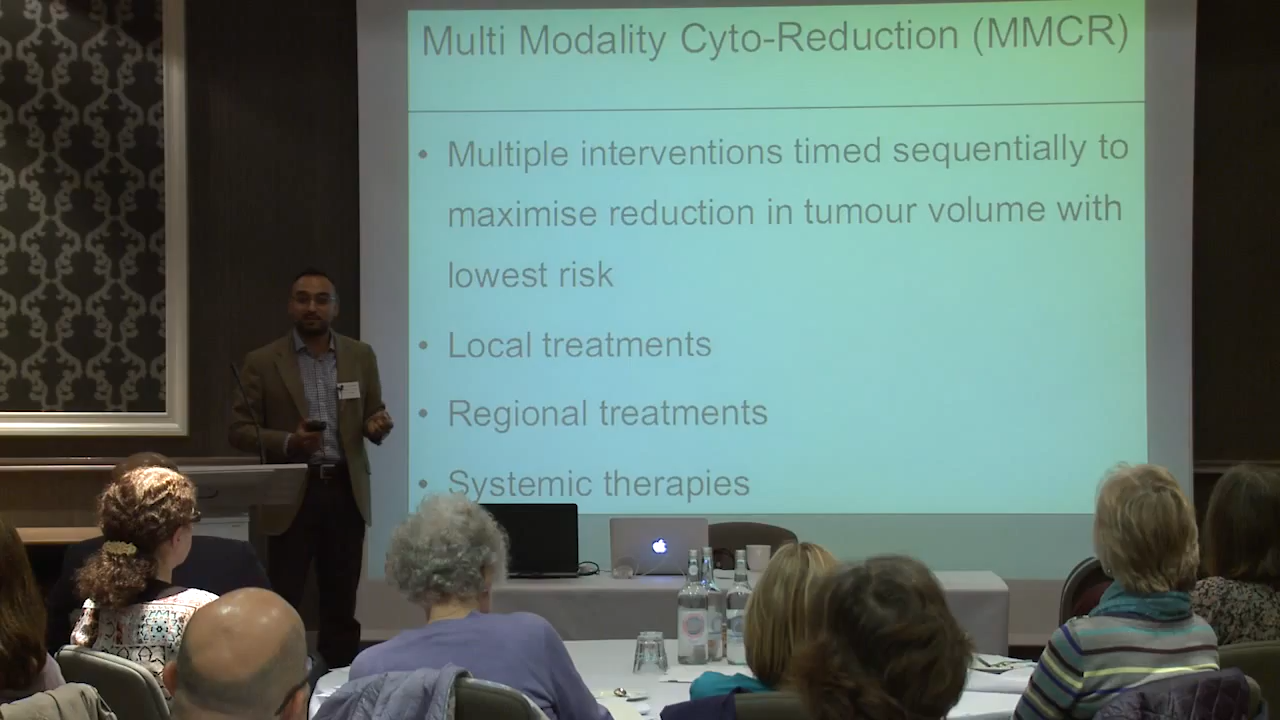 Multi Modality Cyto-Reduction (MMCR)
• Multiple interventions timed sequentially to
maximise reduction in tumour volume with
lowest risk
• Local treatments
• Regional treatments
• Systemic therapies